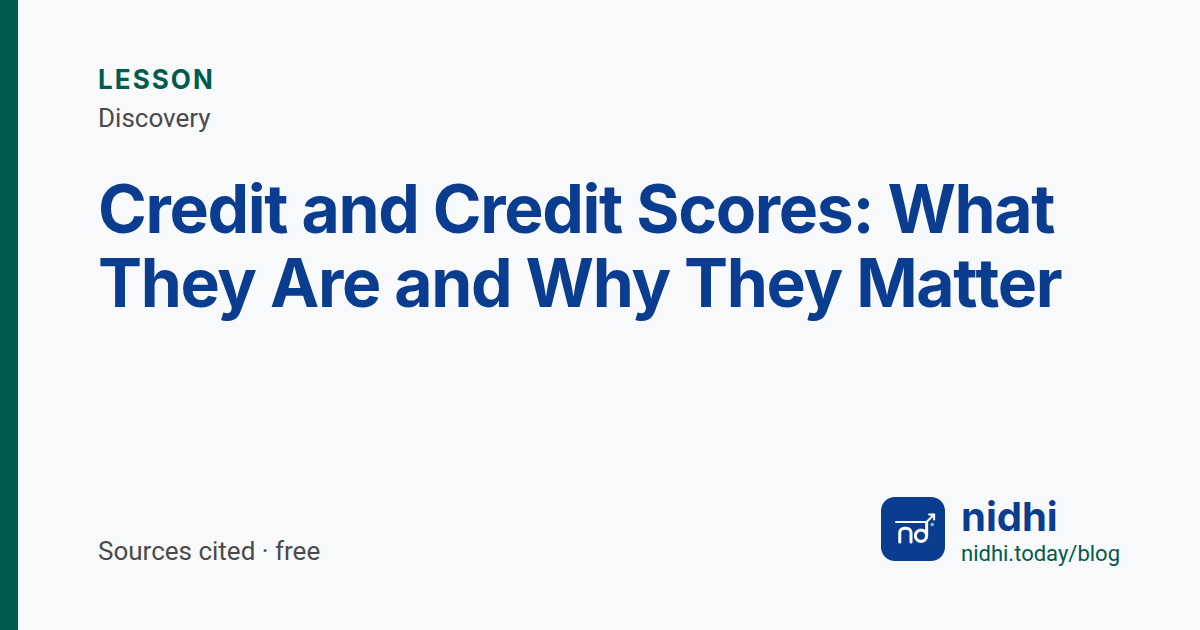 LESSON
Discovery
Credit and Credit Scores: What
They Are and Why They Matter
Sources cited · free
nd
nidhi
nidhi.today/blog